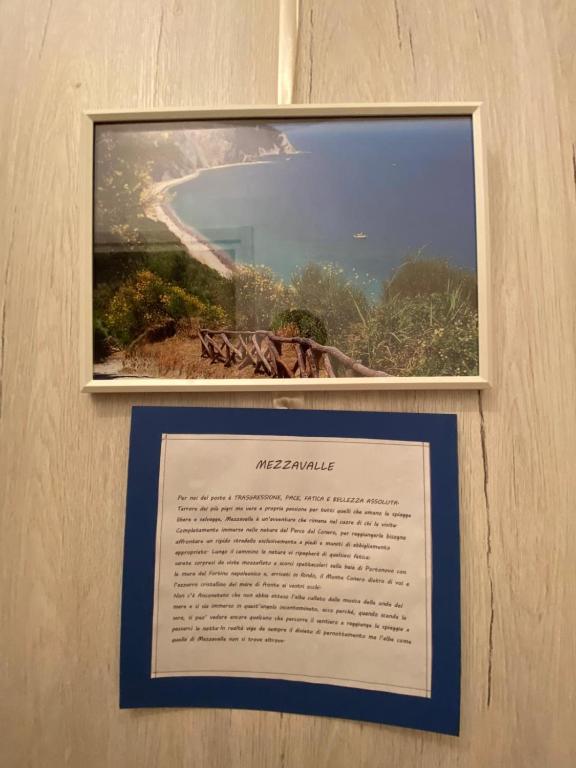 MEZZAVALLE
Per noi del posto è TRASGRESSIONE, PACE, FATICA E BELLEZZA ASSOLUTA.
Terrore dei più pigri ma vera e propria passione per tutti quelli che amano la spiaggia
libera e selvaggia, Mezzavalle è un'avventura che rimane nel cuore di chi la visita.
Completamente immersa nella natura del Parco del Conero, per raggiungerla bisogna
affrontare un ripido stradello esclusivamente a piedi e muniti di abbigliamento
appropriato. Lungo il cammino la natura vi ripagherà di qualsiasi fatica:
sarete sorpresi da viste mozzafiato e scorci spettacolari sulla baia di Portonovo con
le mura del Fortino napoleonico e, arrivati in fondo, il Monte Conero dietro di voi e
l'azzurro cristallino del mare di fronte ai vostri occhi.
Non c'è Anconetano che non abbia atteso l'alba cullato dalla musica delle onde del
mare e si sia immerso in quest'angolo incontaminato, ecco perché, quando scende la
sera, si puo' vedere ancora qualcuno che percorre il sentiero e raggiunge la spiaggia a
passarci la notte. In realtà vige da sempre il divieto di pernottamento ma l'alba come
quella di Mezzavalle non si trova altrove.